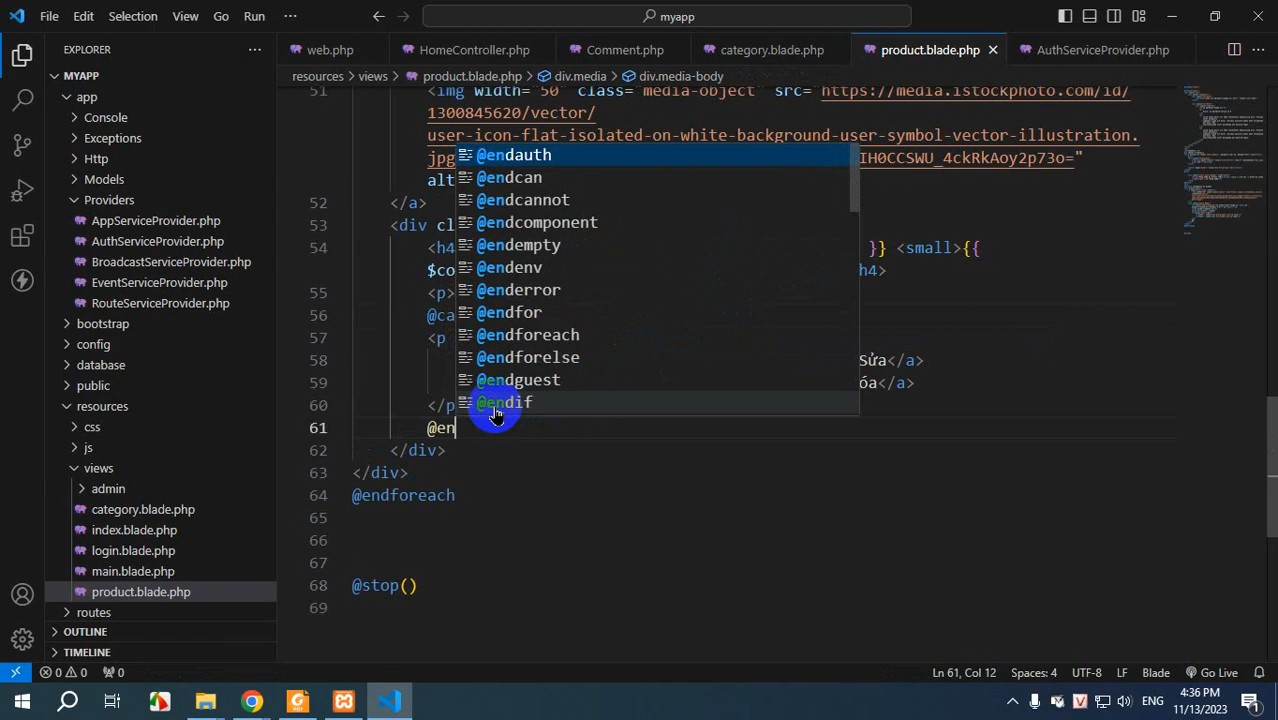 File Edit Selection View Go Run ··· myapp
EXPLORER ···
web.php HomeController.php Comment.php category.blade.php product.blade.php AuthServiceProvider.php
MYAPP
resources > views > product.blade.php > div.media > div.media-body
app
Console
Exceptions
Http
Models
Providers
AppServiceProvider.php
AuthServiceProvider.php
BroadcastServiceProvider.php
EventServiceProvider.php
RouteServiceProvider.php
bootstrap
config
database
public
resources
css
js
views
admin
category.blade.php
index.blade.php
login.blade.php
main.blade.php
product.blade.php
routes
OUTLINE
TIMELINE
51 <img width="50" class="media-object" src="https://media.istockphoto.com/id/
1300845620/vector/
user-icon-flat-isolated-on-white-background-user-symbol-vector-illustration.
jpg IH0CCSWU_4ckRkAoy2p73o="
alt
52 </a>
53 <div cl
54 <h4 }} <small>{{
$co h4>
55 <p>
56 @ca
57 <p
58 Sửa</a>
59 óa</a>
60 </p
61 @en
62 </div>
63 </div>
64 @endforeach
65
66
67
68 @stop()
69
@endauth
@endcan
@endcannot
@endcomponent
@endempty
@endenv
@enderror
@endfor
@endforeach
@endforelse
@endguest
@endif
0 0 0 Ln 61, Col 12 Spaces: 4 UTF-8 LF Blade Go Live
ENG 4:36 PM
11/13/2023 1